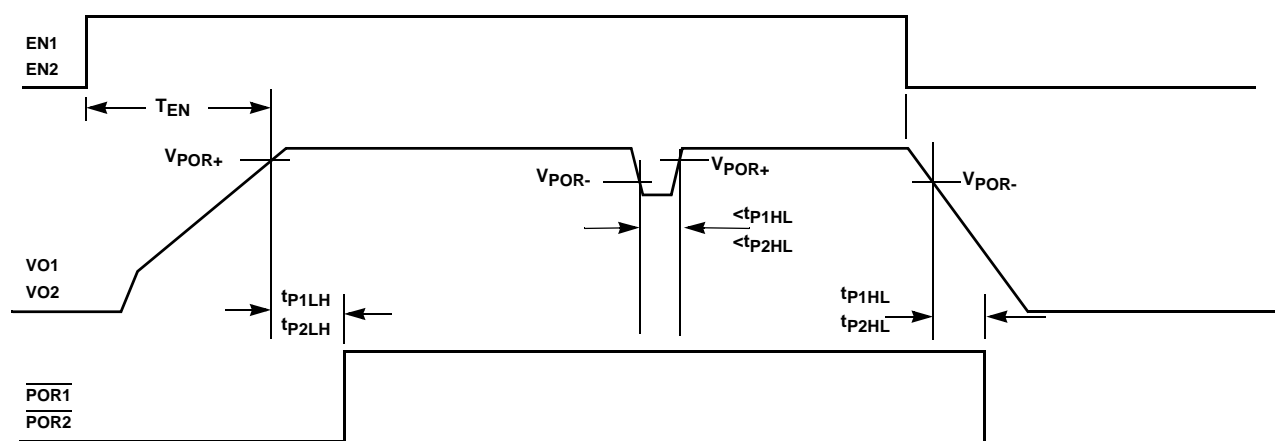 EN1
EN2
TEN
VPOR+
VPOR-
VPOR+
VPOR-
<tP1HL
<tP2HL
VO1
VO2
tP1LH
tP2LH
tP1HL
tP2HL
POR1
POR2